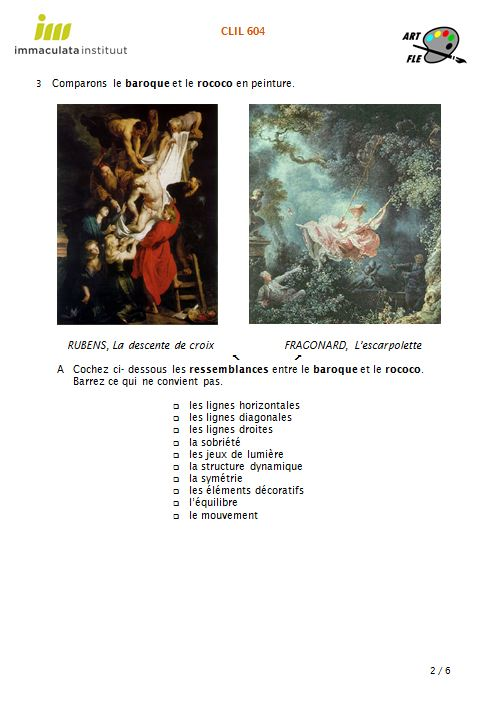 im
immaculata instituut
CLIL 604
ART
FLE
3 Comparons le baroque et le rococo en peinture.
RUBENS, La descente de croix
FRAGONARD, L'escarpolette
A Cochez ci- dessous les ressemblances entre le baroque et le rococo.
Barrez ce qui ne convient pas.
les lignes horizontales
les lignes diagonales
les lignes droites
la sobriété
les jeux de lumière
la structure dynamique
la symétrie
les éléments décoratifs
l'équilibre
le mouvement
2 / 6